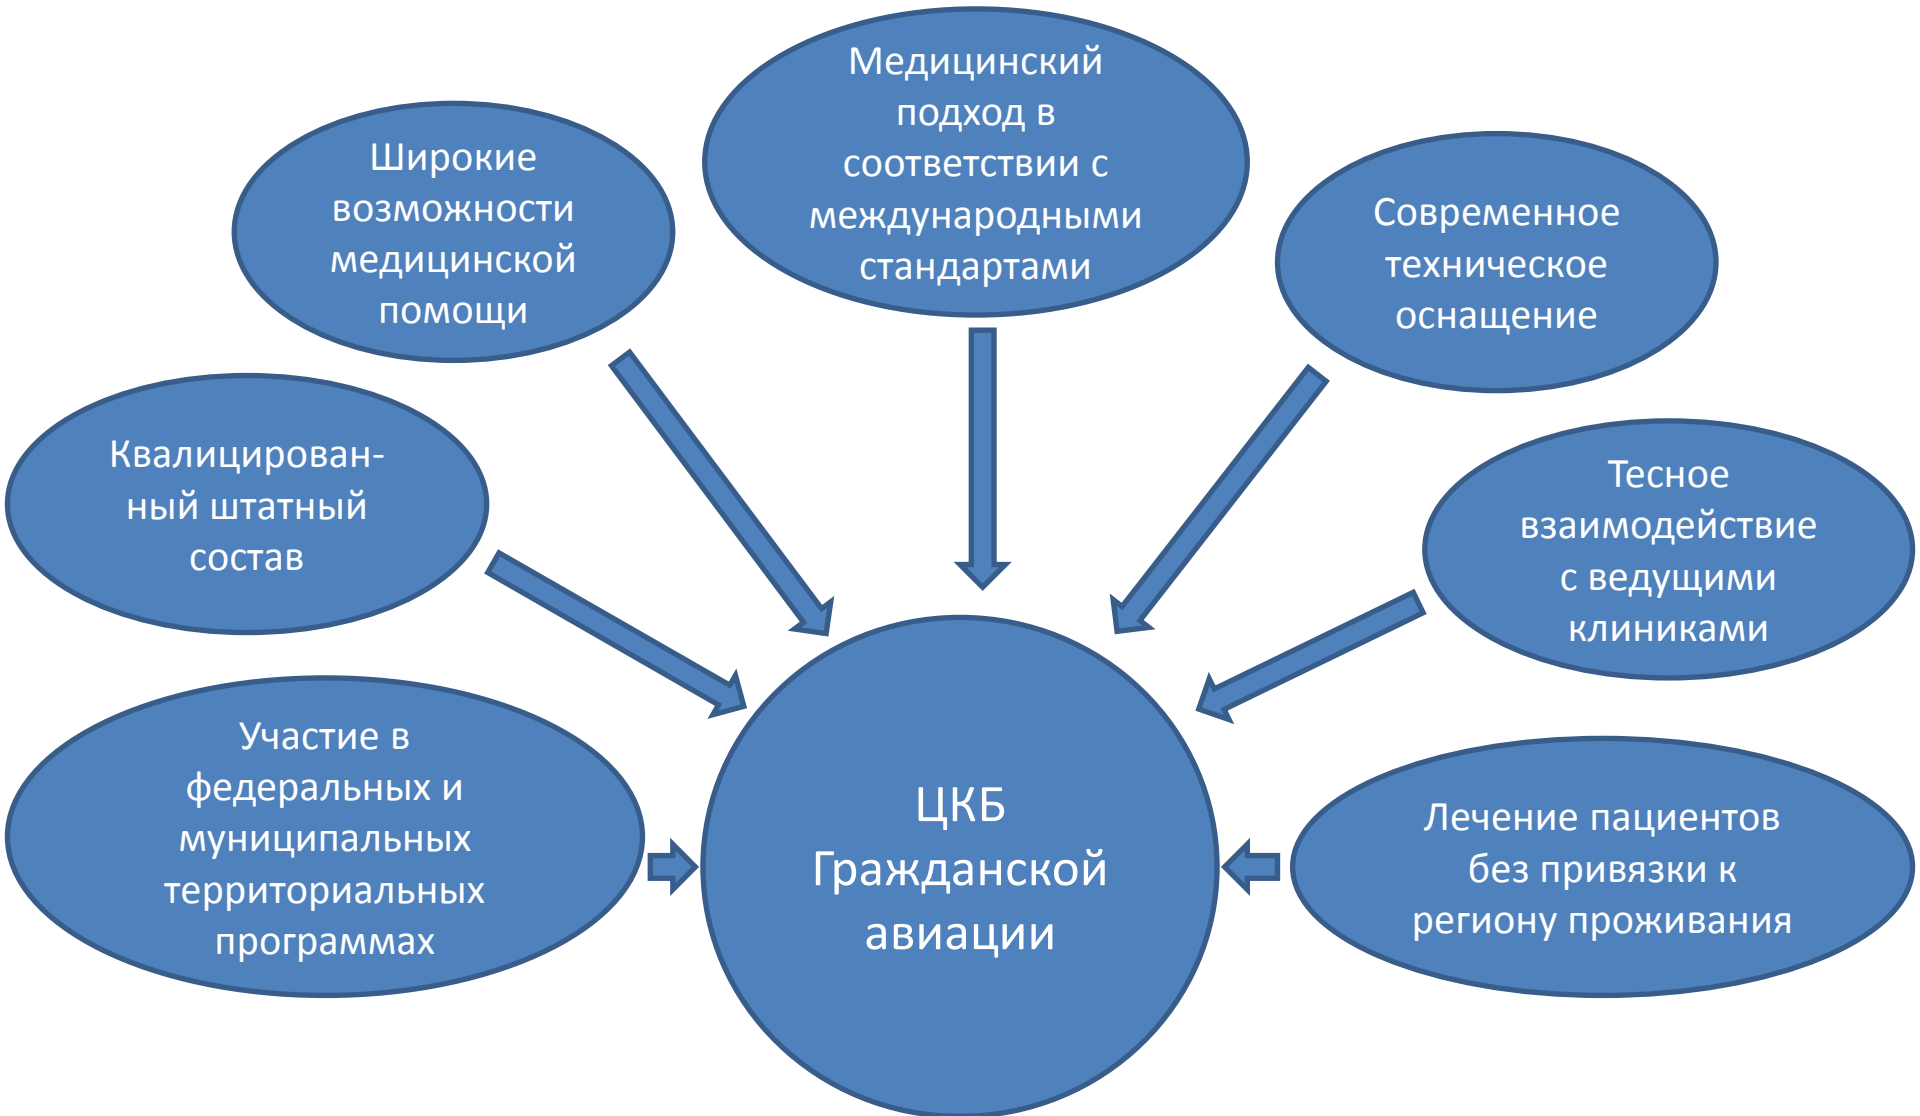 Медицинский
подход в
соответствии с
международными
стандартами
Широкие
возможности
медицинской
помощи
Современное
техническое
оснащение
Квалицирован-
ный штатный
состав
Тесное
взаимодействие
с ведущими
клиниками
Участие в
федеральных и
муниципальных
территориальных
программах
ЦКБ
Гражданской
авиации
Лечение пациентов
без привязки к
региону проживания